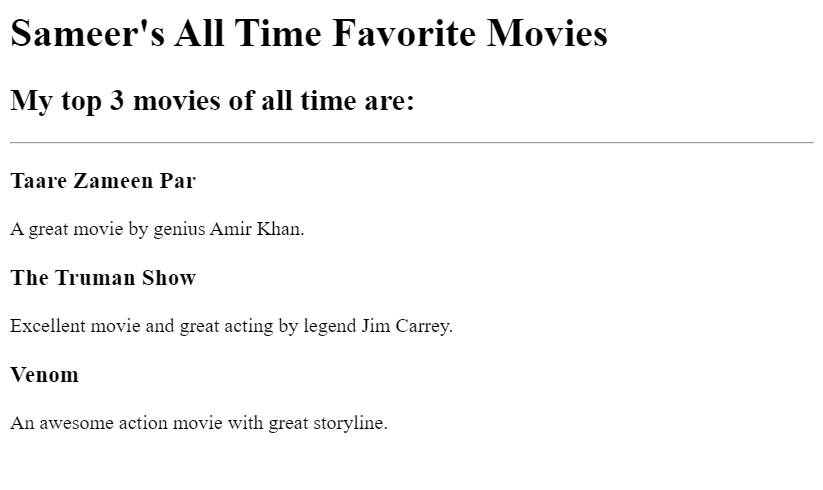 Sameer's All Time Favorite Movies
My top 3 movies of all time are:
Taare Zameen Par
A great movie by genius Amir Khan.
The Truman Show
Excellent movie and great acting by legend Jim Carrey.
Venom
An awesome action movie with great storyline.